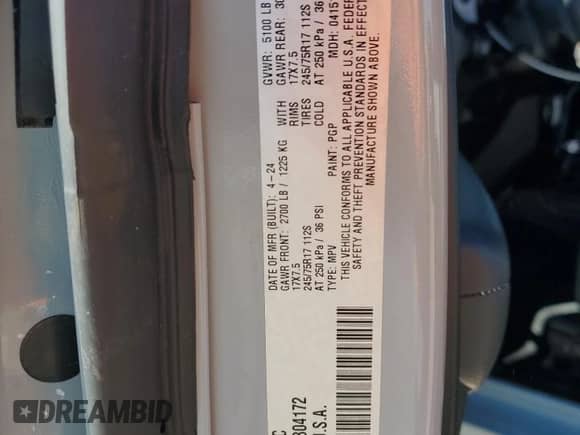 C
304172
U.S.A.
DATE OF MFR (BUILT): 4-24 GVWR: 5100 LB
GAWR FRONT: 2700 LB / 1225 KG WITH GAWR REAR: 30
17X7.5 RIMS 17X7.5
245/75R17 112S TIRES 245/75R17 112S
AT 250 kPa / 36 PSI COLD AT 250 kPa / 36
TYPE: MPV PAINT: PGP MDH: 0415
THIS VEHICLE CONFORMS TO ALL APPLICABLE U.S.A. FEDER
SAFETY AND THEFT PREVENTION STANDARDS IN EFFECT
MANUFACTURE SHOWN ABOVE.
DREAMBID